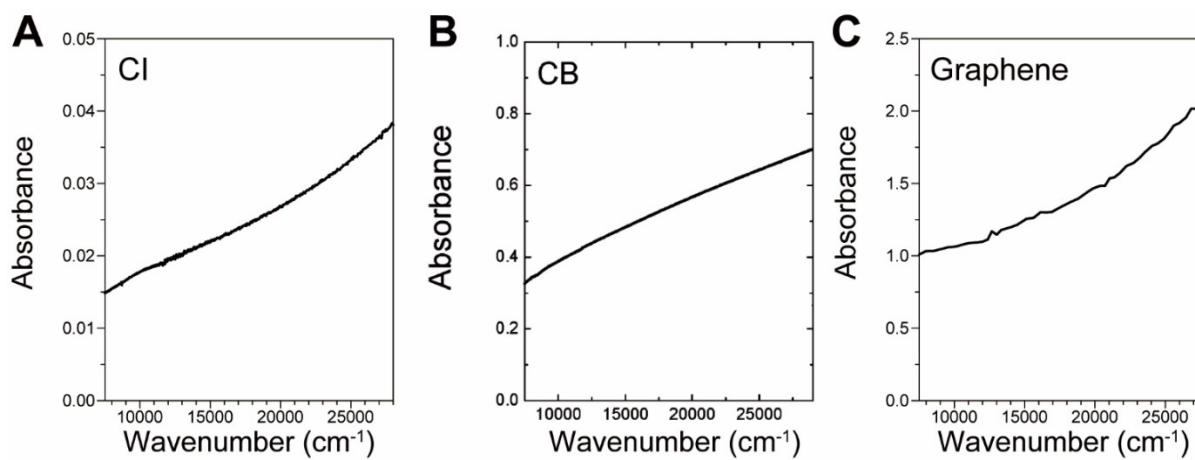 A
CI
Absorbance
0.05
0.04
0.03
0.02
0.01
0.00
10000 15000 20000 25000
Wavenumber (cm⁻¹)
B
CB
Absorbance
1.0
0.8
0.6
0.4
0.2
0.0
10000 15000 20000 25000
Wavenumber (cm⁻¹)
C
Graphene
Absorbance
2.5
2.0
1.5
1.0
0.5
0.0
10000 15000 20000 25000
Wavenumber (cm⁻¹)